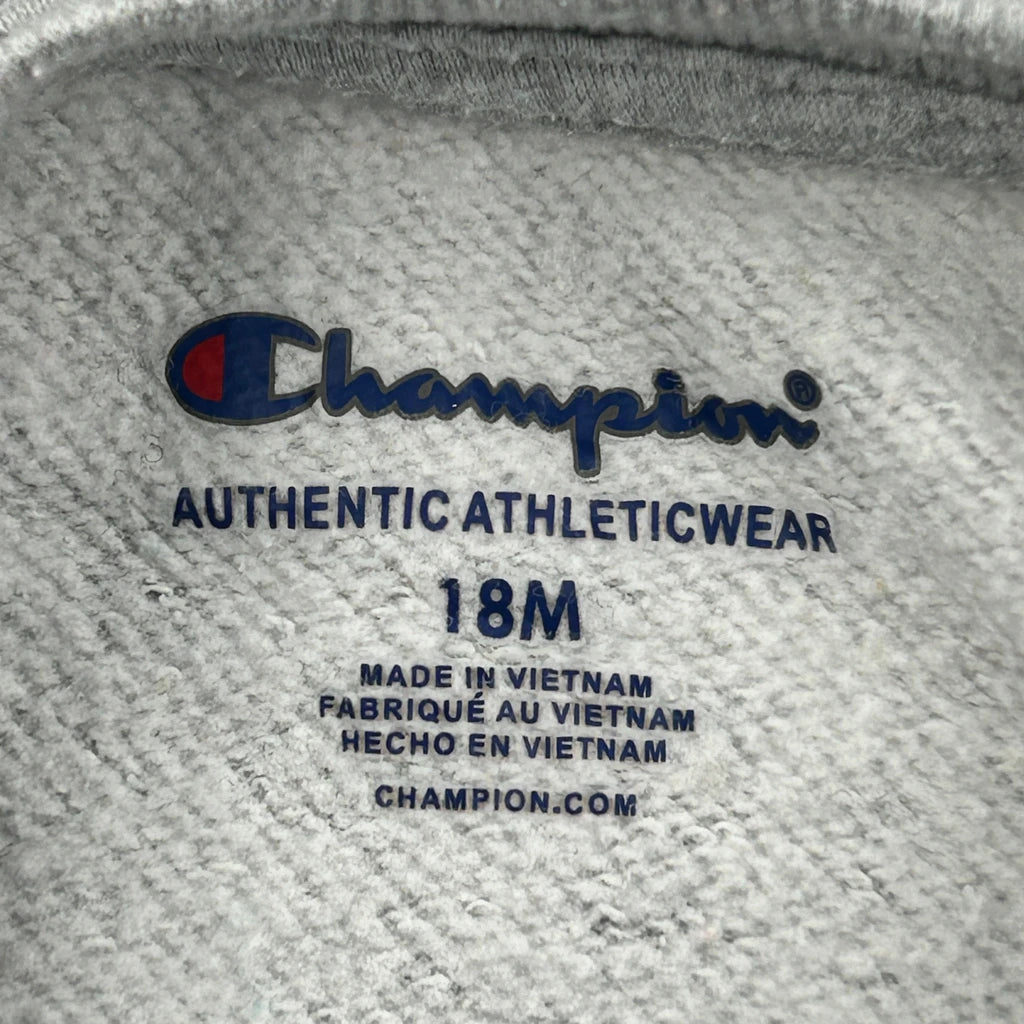 Champion®
AUTHENTIC ATHLETICWEAR
18M
MADE IN VIETNAM
FABRIQUÉ AU VIETNAM
HECHO EN VIETNAM
CHAMPION.COM